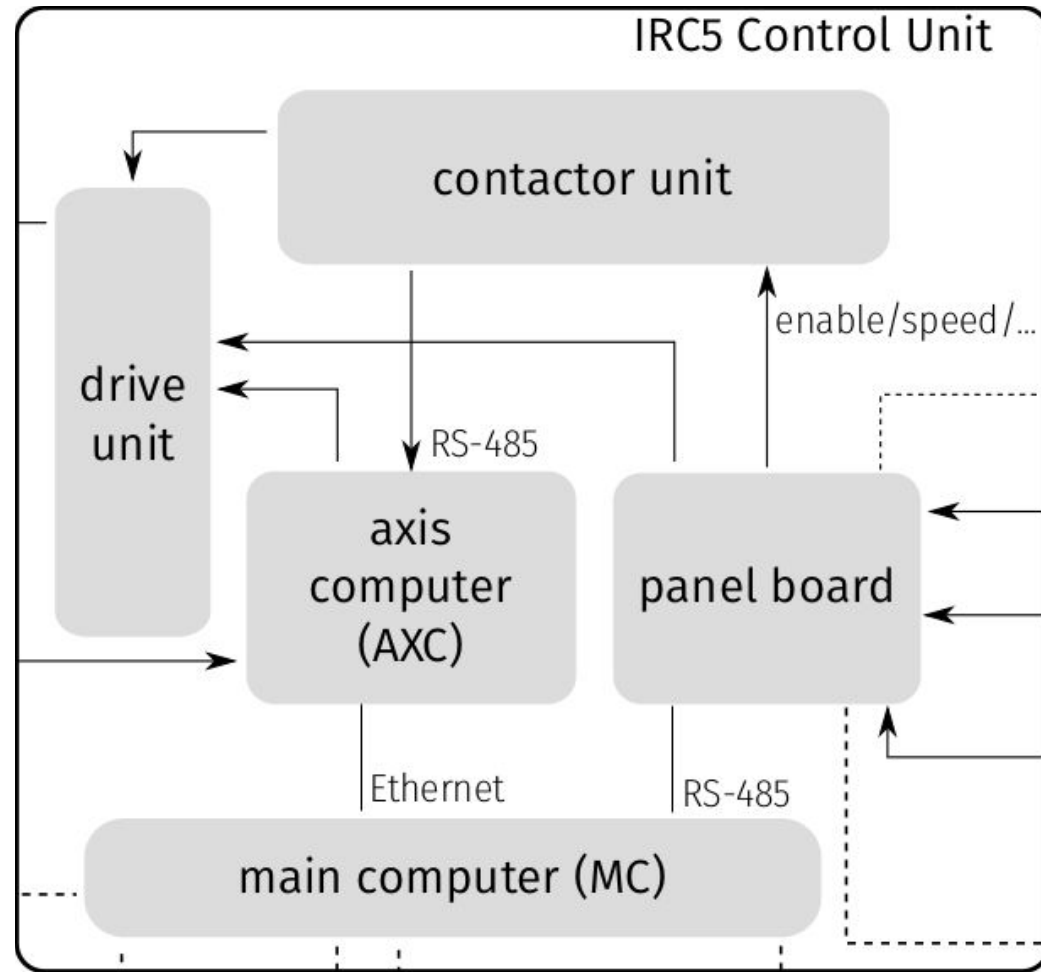 IRC5 Control Unit
contactor unit
enable/speed/...
drive
unit
RS-485
axis
computer
(AXC)
panel board
Ethernet
RS-485
main computer (MC)